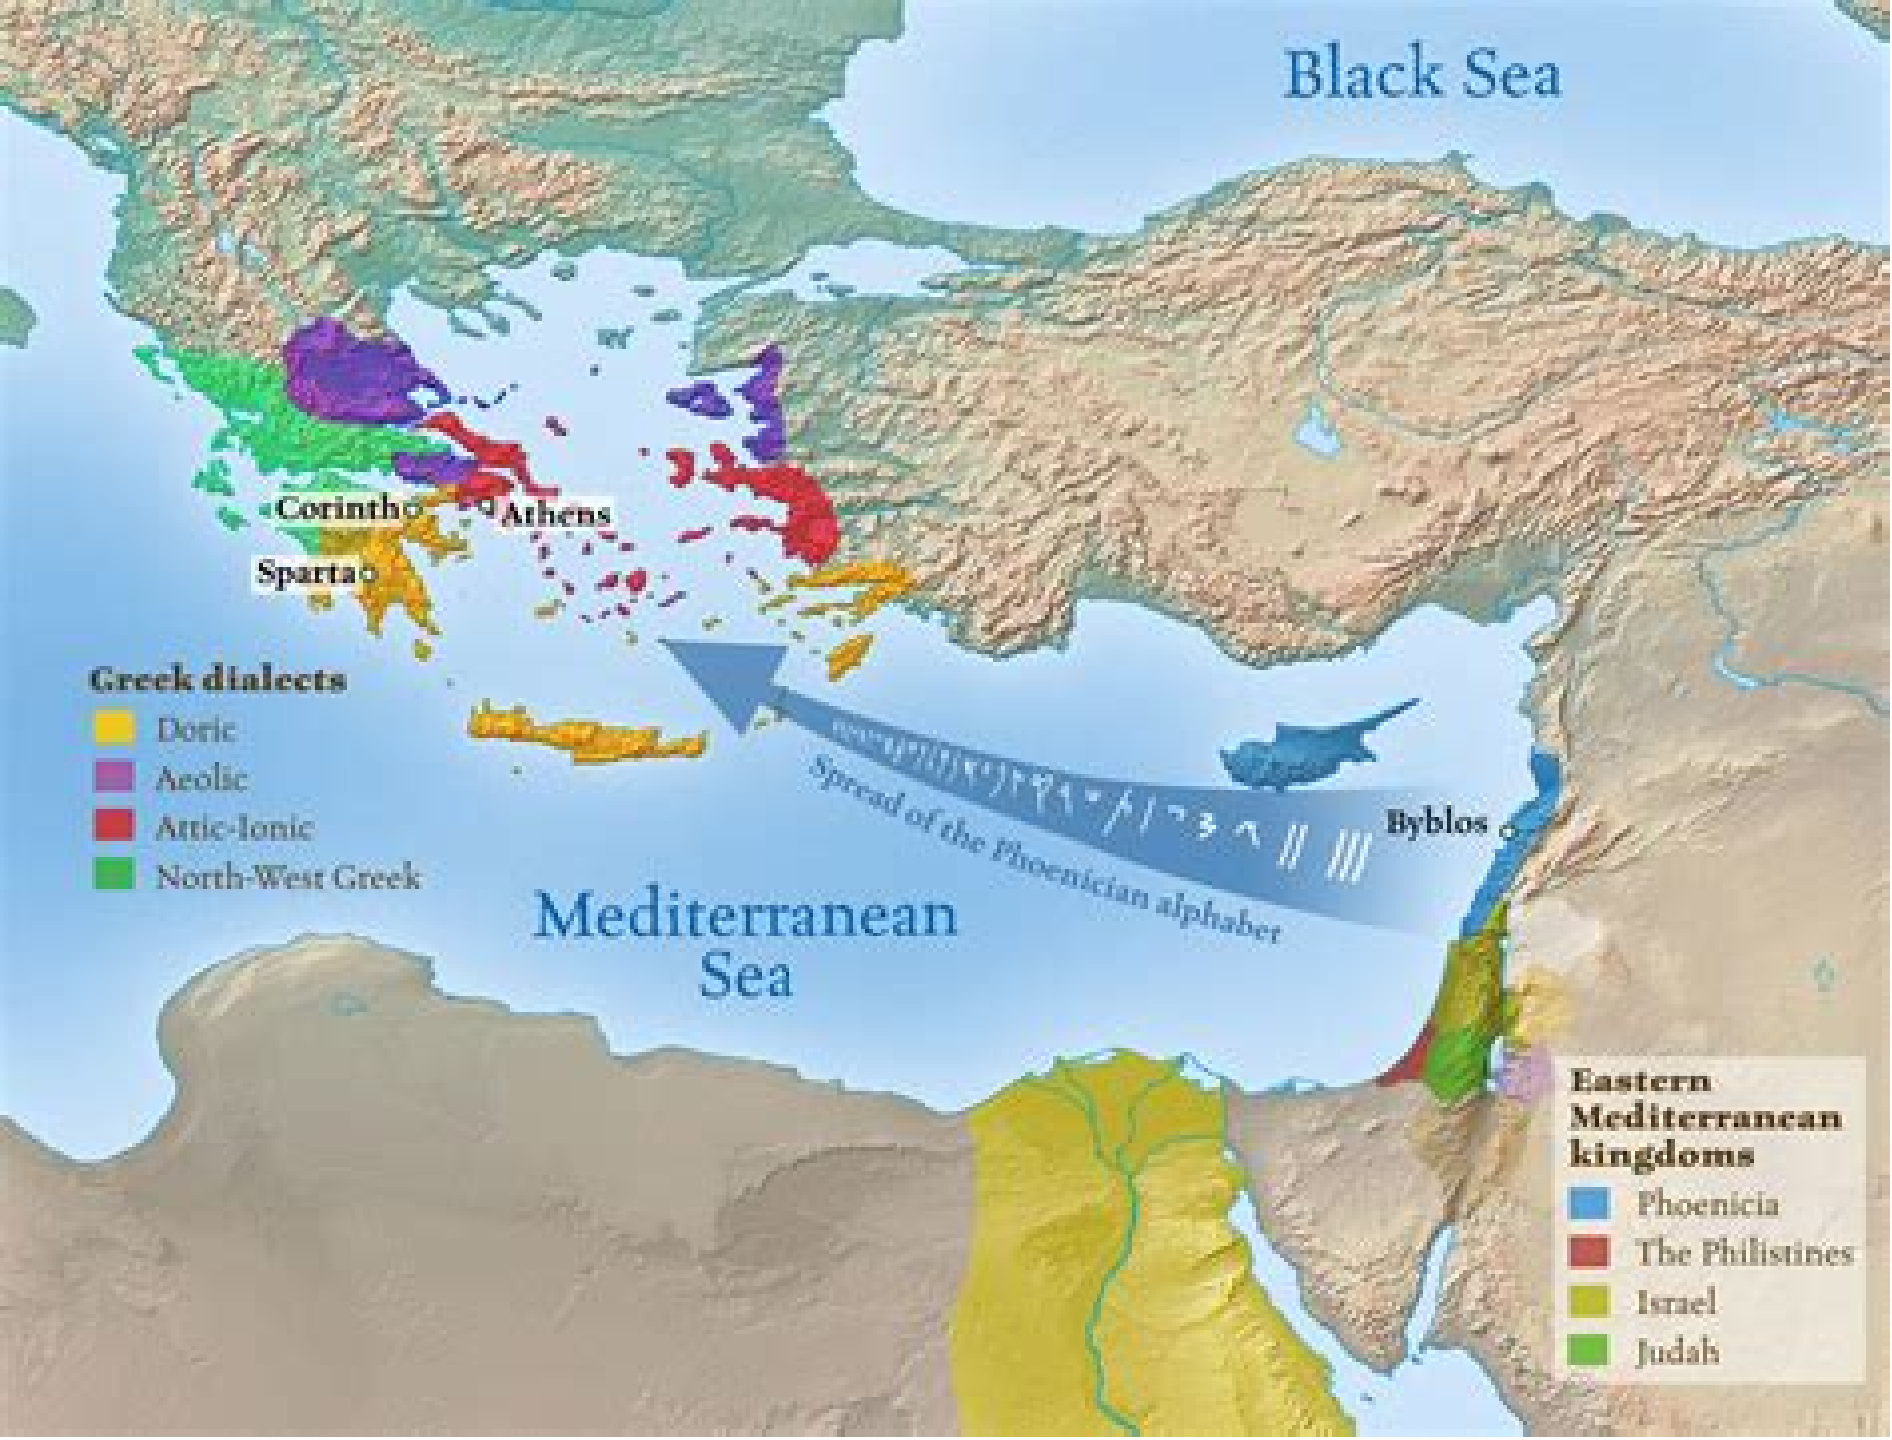 Black Sea
Corinth
Athens
Sparta
Greek dialects
Doric
Aeolic
Attic-Ionic
North-West Greek
Spread of the Phoenician alphabet
Byblos
Mediterranean
Sea
Eastern
Mediterranean
kingdoms
Phoenicia
The Philistines
Israel
Judah